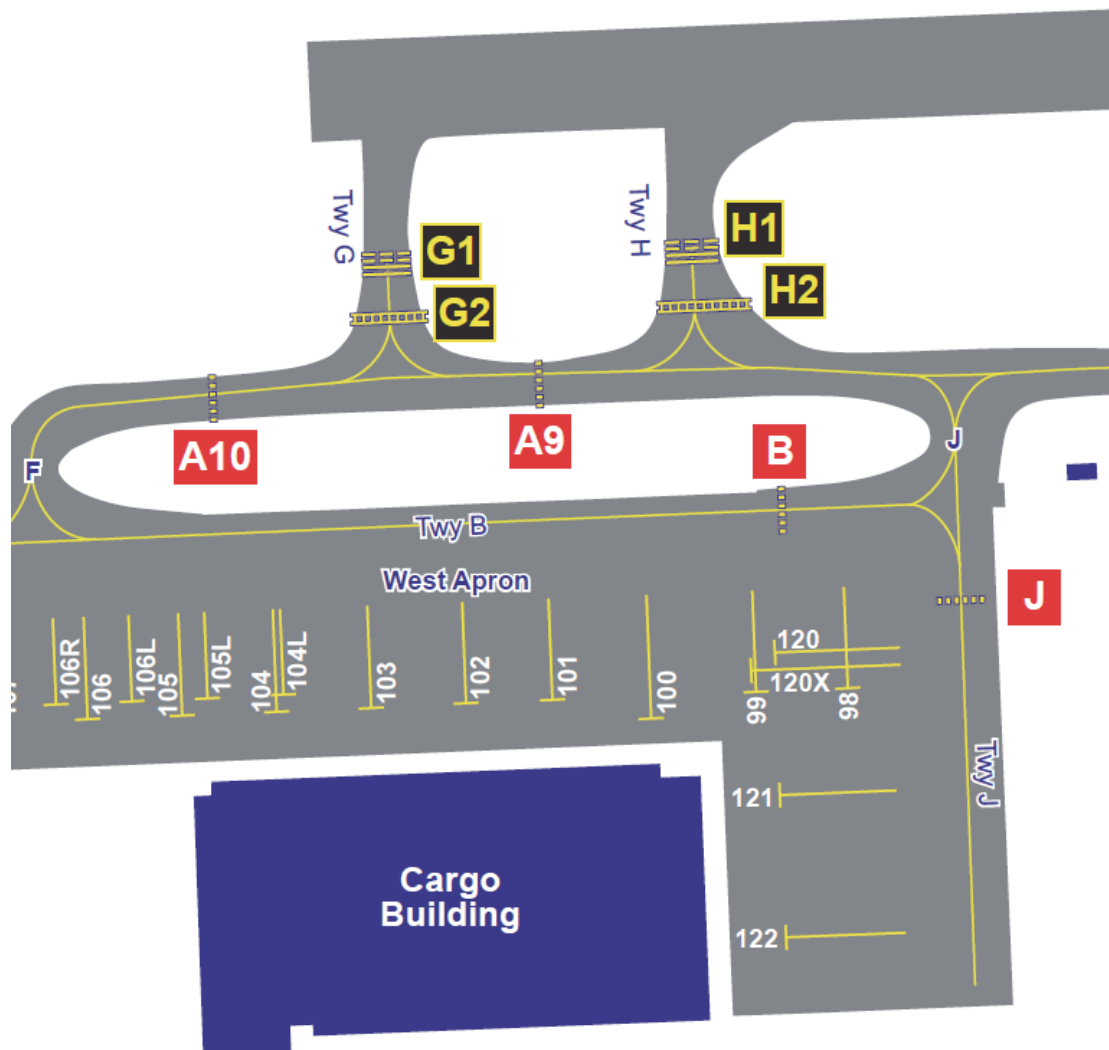 Twy G
G1
G2
Twy H
H1
H2
A10
A9
B
F
J
Twy B
West Apron
J
106R
106
106L
105
105L
104
104L
103
102
101
100
99
98
120
120X
121
122
Twy J
Cargo
Building